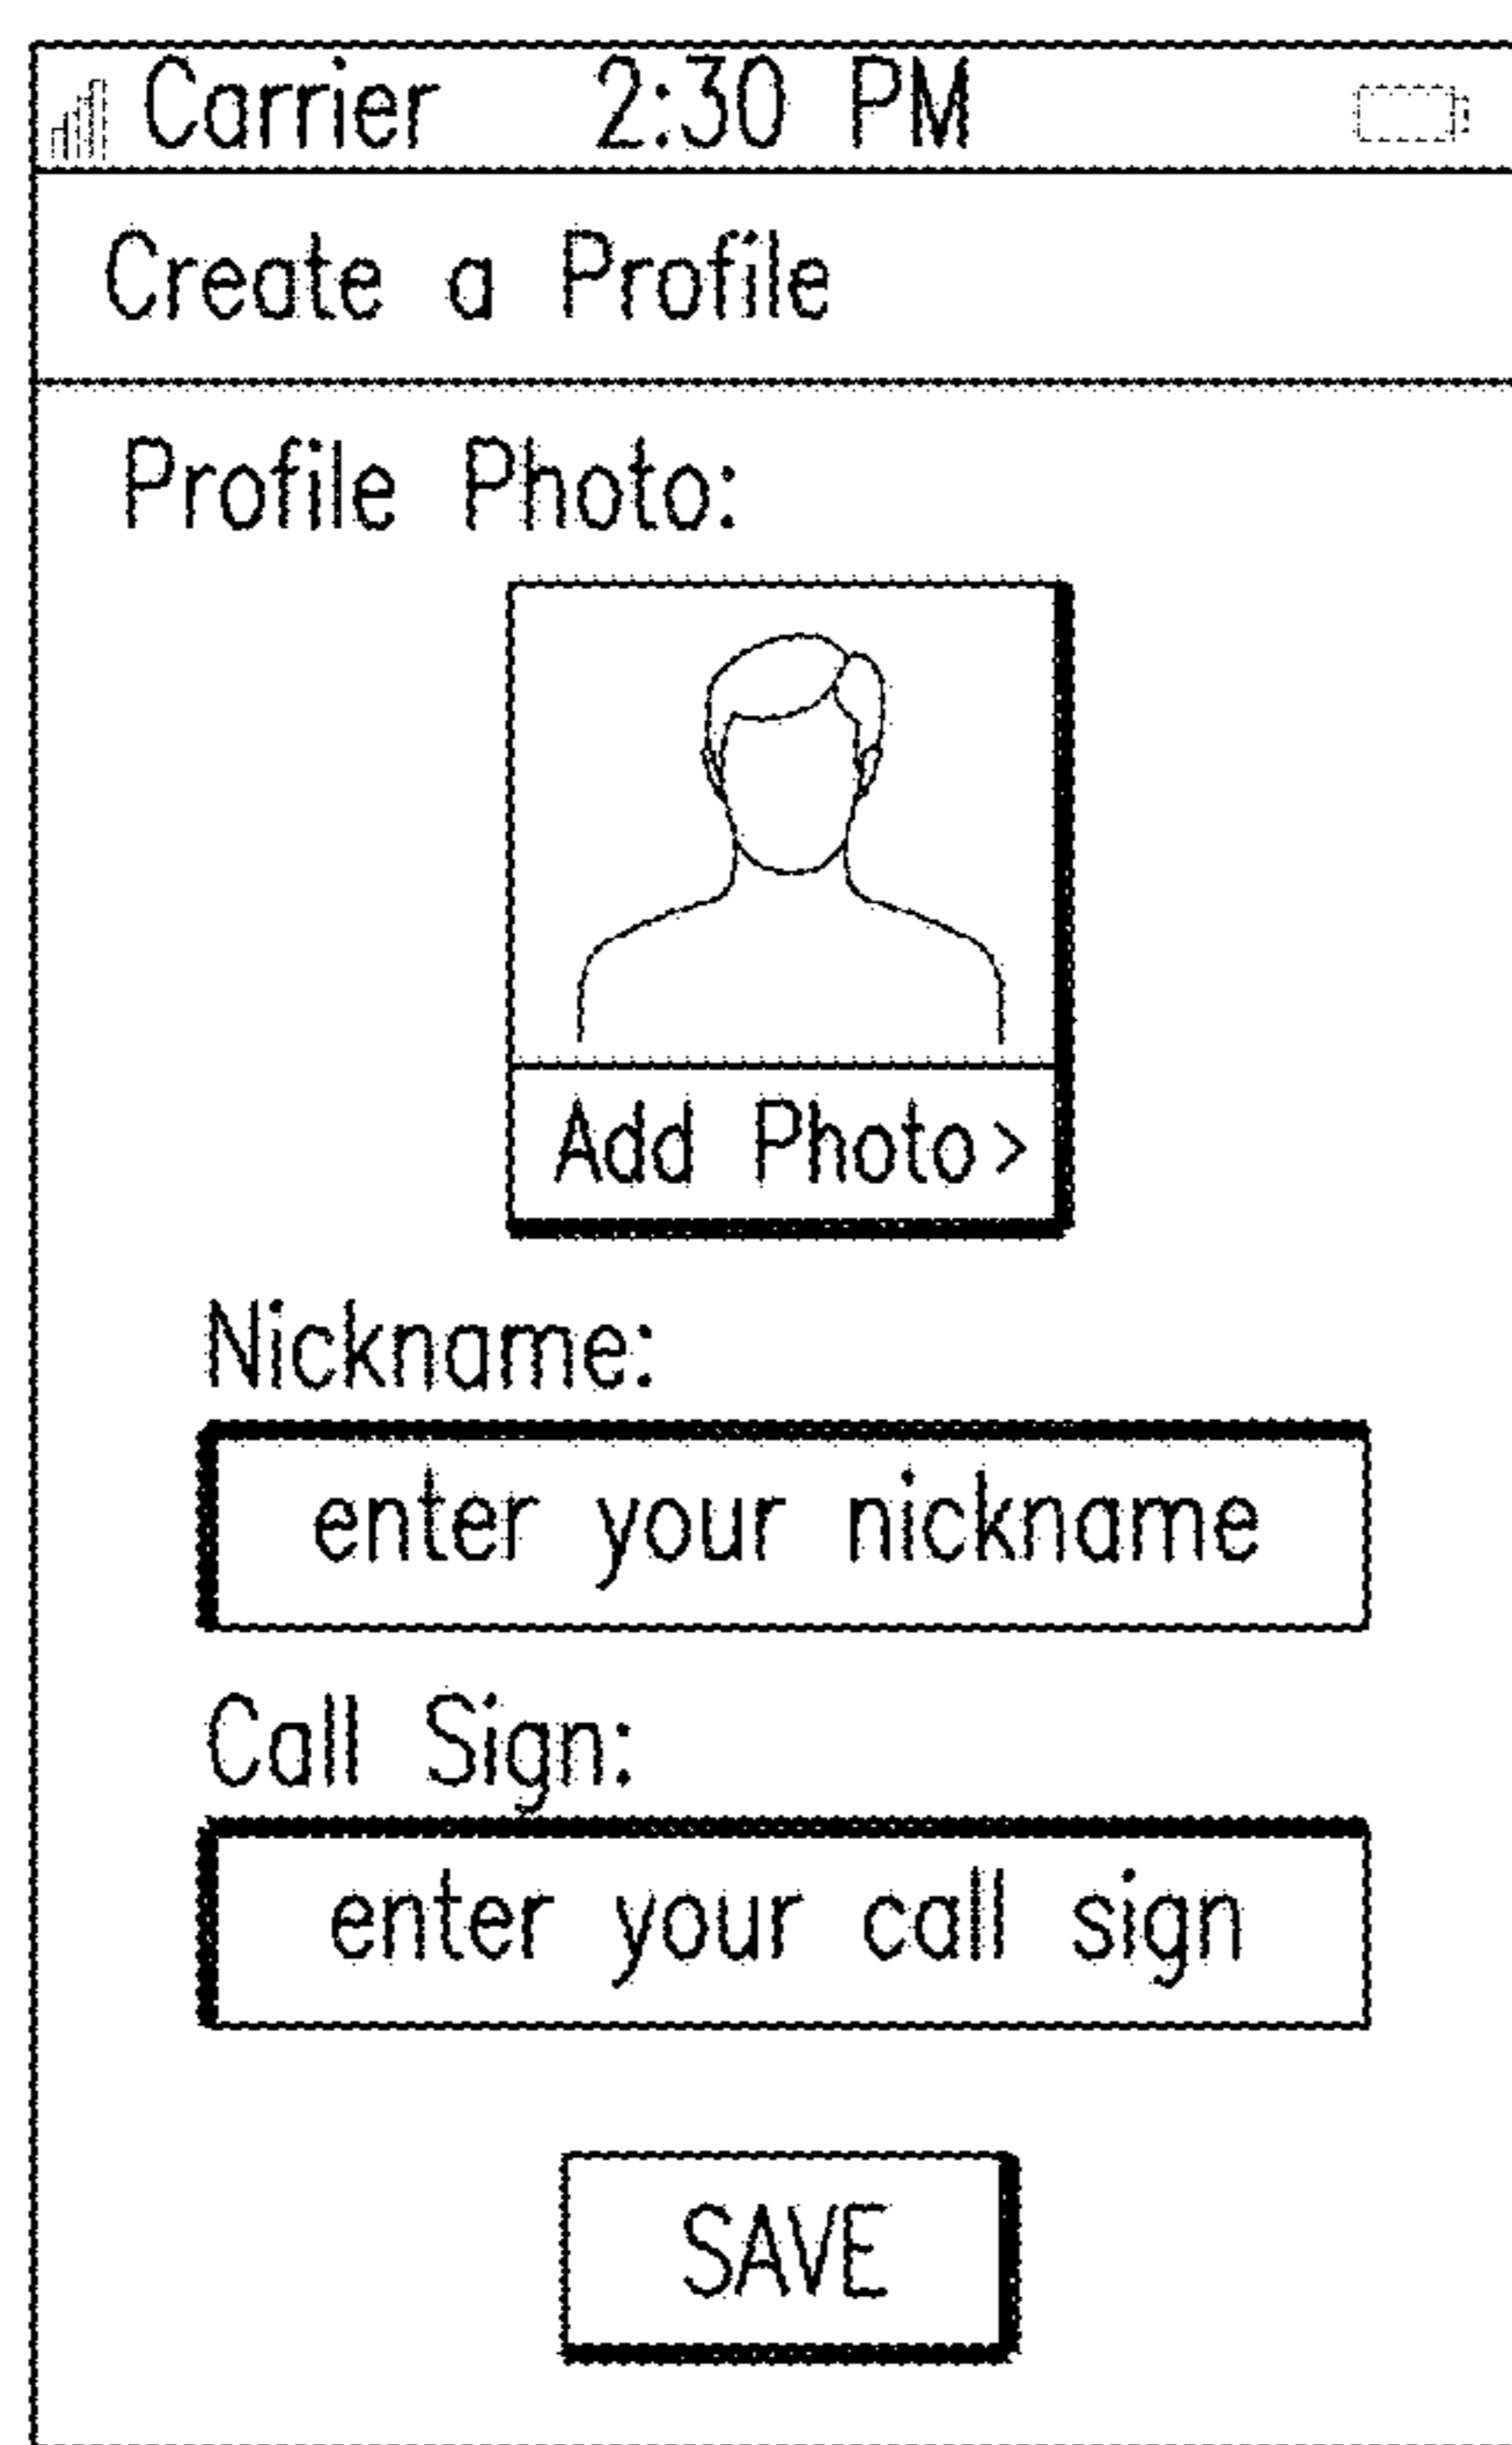 Carrier 2:30 PM
Create a Profile
Profile Photo:
Add Photo>
Nickname:
enter your nickname
Call Sign:
enter your call sign
SAVE